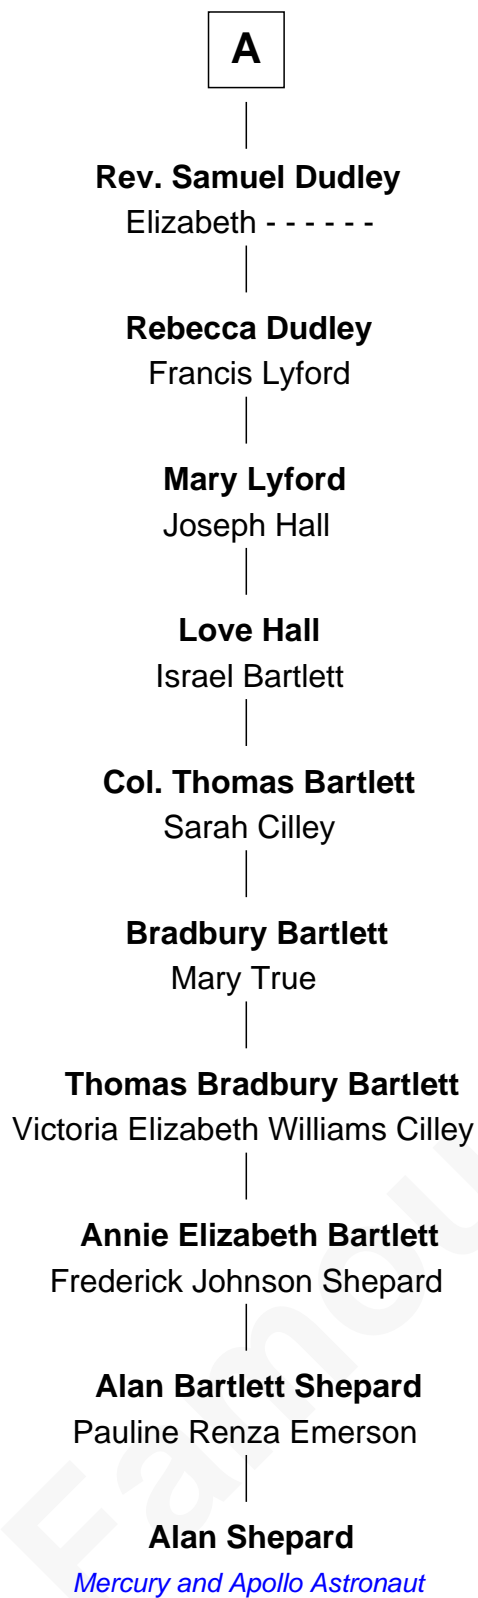 A
Rev. Samuel Dudley
Elizabeth - - - - - -
Rebecca Dudley
Francis Lyford
Mary Lyford
Joseph Hall
Love Hall
Israel Bartlett
Col. Thomas Bartlett
Sarah Cilley
Bradbury Bartlett
Mary True
Thomas Bradbury Bartlett
Victoria Elizabeth Williams Cilley
Annie Elizabeth Bartlett
Frederick Johnson Shepard
Alan Bartlett Shepard
Pauline Renza Emerson
Alan Shepard
Mercury and Apollo Astronaut